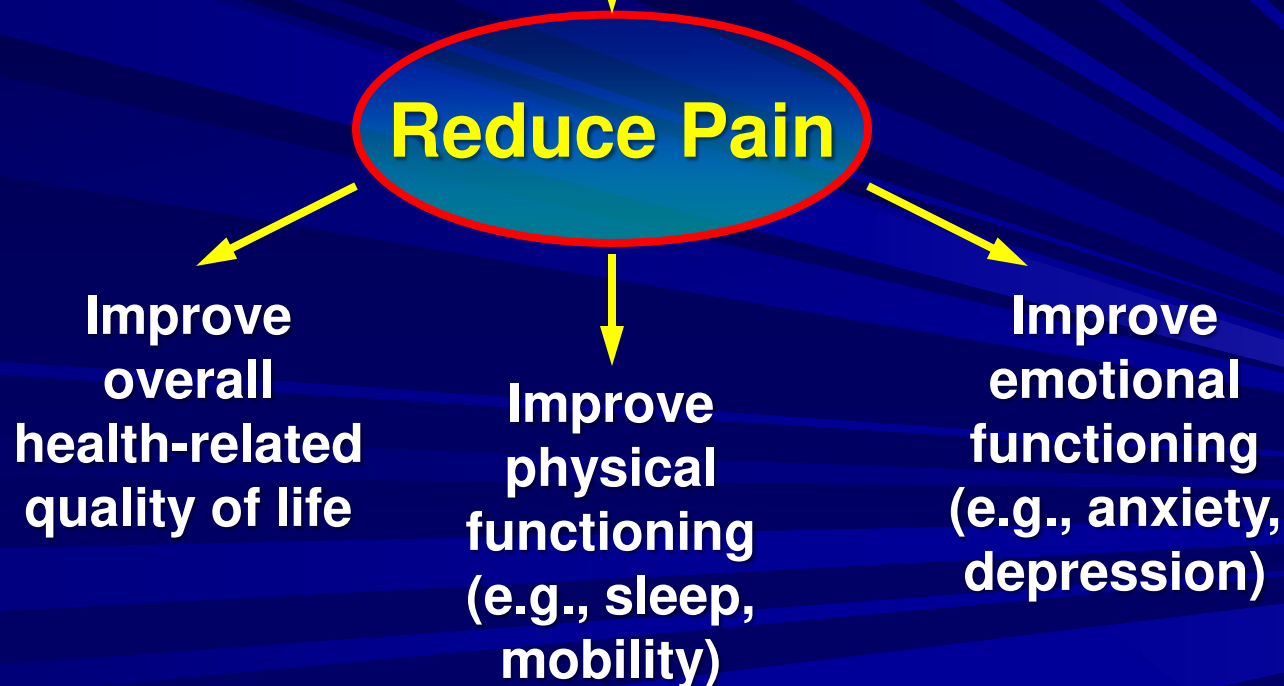 Reduce Pain
Improve
overall
health-related
quality of life
Improve
physical
functioning
(e.g., sleep,
mobility)
Improve
emotional
functioning
(e.g., anxiety,
depression)